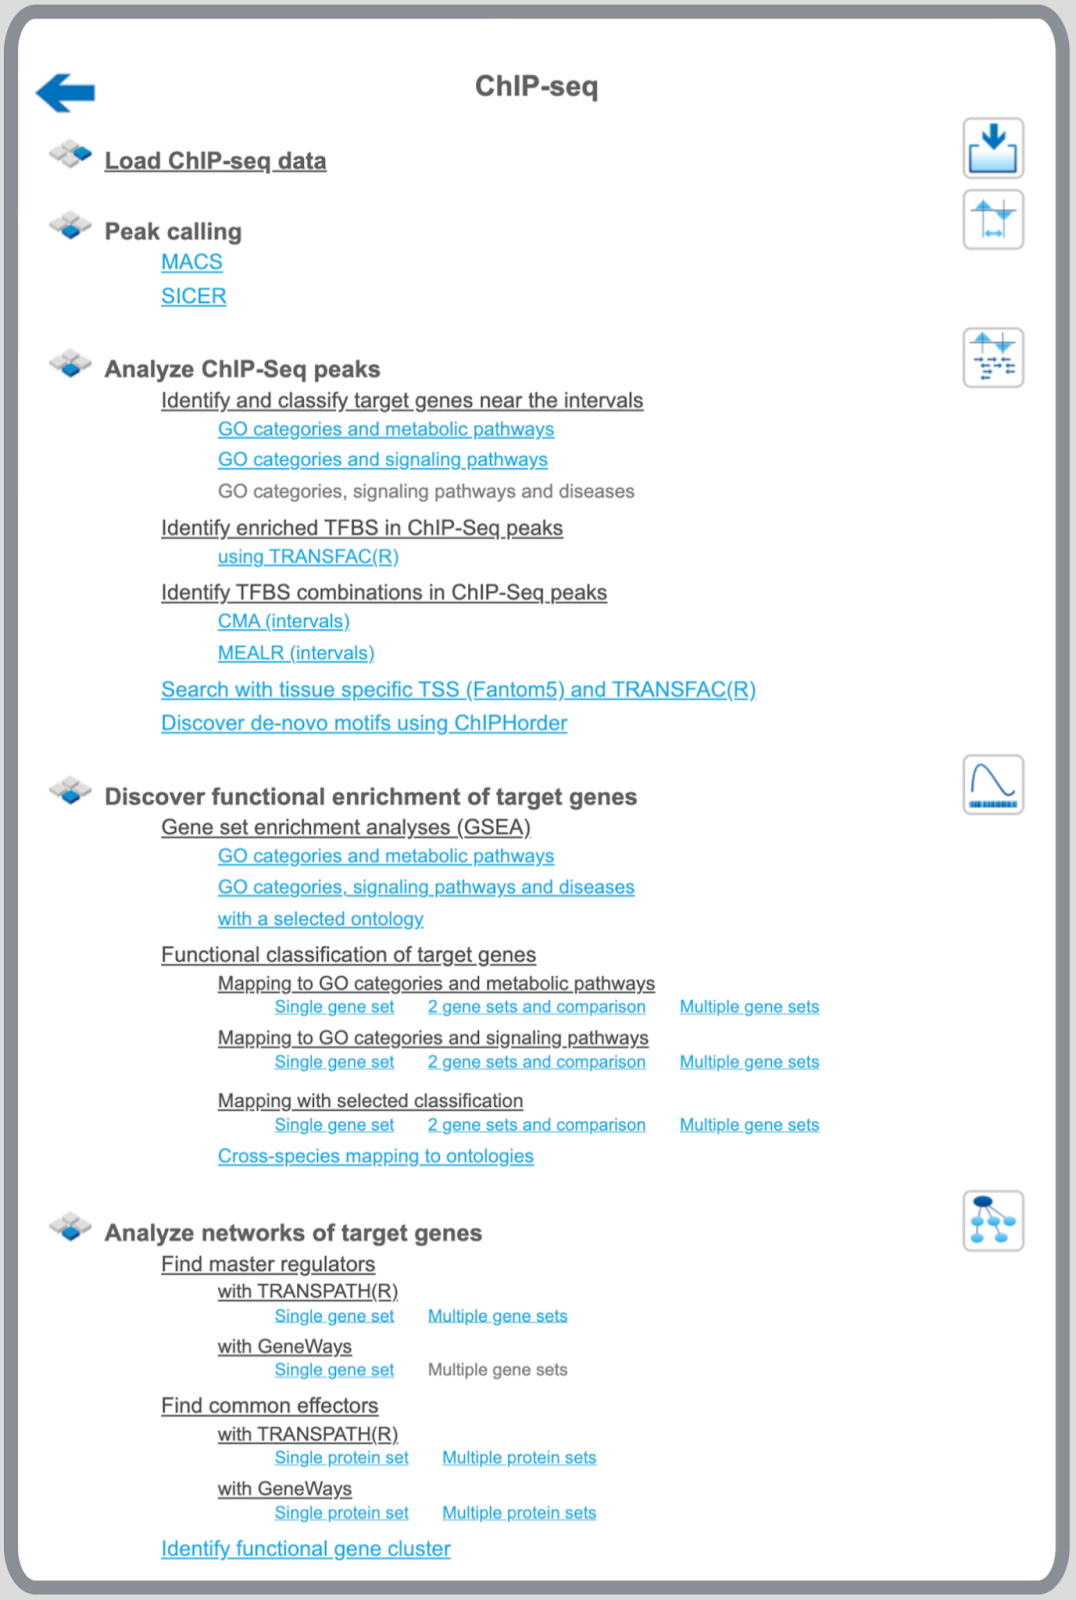 ChIP-seq
Load ChIP-seq data
Peak calling
MACS
SICER
Analyze ChIP-Seq peaks
Identify and classify target genes near the intervals
GO categories and metabolic pathways
GO categories and signaling pathways
GO categories, signaling pathways and diseases
Identify enriched TFBS in ChIP-Seq peaks
using TRANSFAC(R)
Identify TFBS combinations in ChIP-Seq peaks
CMA (intervals)
MEALR (intervals)
Search with tissue specific TSS (Fantom5) and TRANSFAC(R)
Discover de-novo motifs using ChIPHorder
Discover functional enrichment of target genes
Gene set enrichment analyses (GSEA)
GO categories and metabolic pathways
GO categories, signaling pathways and diseases
with a selected ontology
Functional classification of target genes
Mapping to GO categories and metabolic pathways
Single gene set 2 gene sets and comparison Multiple gene sets
Mapping to GO categories and signaling pathways
Single gene set 2 gene sets and comparison Multiple gene sets
Mapping with selected classification
Single gene set 2 gene sets and comparison Multiple gene sets
Cross-species mapping to ontologies
Analyze networks of target genes
Find master regulators
with TRANSPATH(R)
Single gene set Multiple gene sets
with GeneWays
Single gene set Multiple gene sets
Find common effectors
with TRANSPATH(R)
Single protein set Multiple protein sets
with GeneWays
Single protein set Multiple protein sets
Identify functional gene cluster